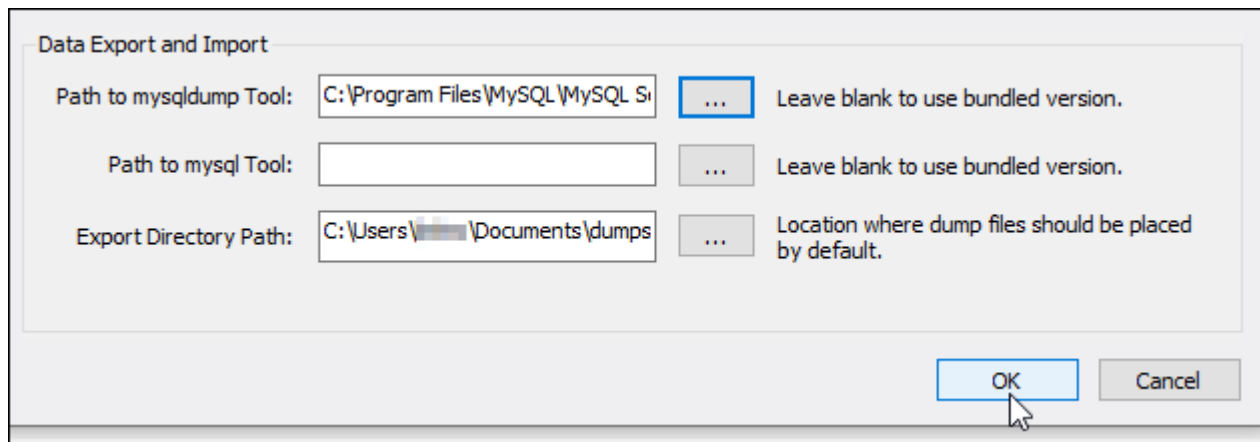 Data Export and Import
Path to mysqldump Tool: C:\Program Files\MySQL\MySQL Se ... Leave blank to use bundled version.
Path to mysql Tool: ... Leave blank to use bundled version.
Export Directory Path: C:\Users\ \Documents\dumps ... Location where dump files should be placed
by default.
OK Cancel